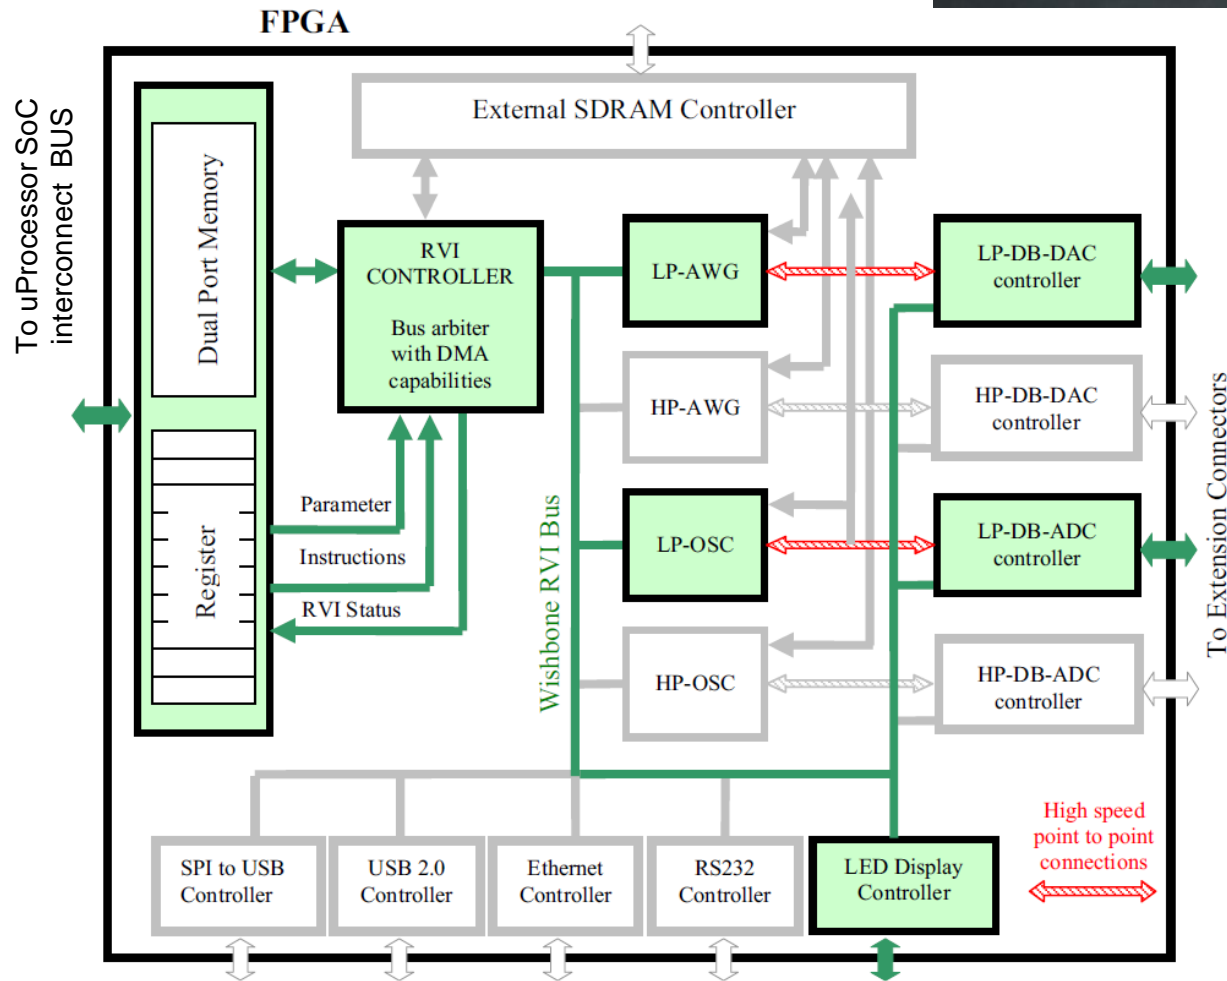 FPGA
To uProcessor SoC
interconnect BUS
External SDRAM Controller
Dual Port Memory
Register
RVI
CONTROLLER
Bus arbiter
with DMA
capabilities
Parameter
Instructions
RVI Status
Wishbone RVI Bus
LP-AWG
HP-AWG
LP-OSC
HP-OSC
LP-DB-DAC
controller
HP-DB-DAC
controller
LP-DB-ADC
controller
HP-DB-ADC
controller
To Extension Connectors
SPI to USB
Controller
USB 2.0
Controller
Ethernet
Controller
RS232
Controller
LED Display
Controller
High speed
point to point
connections